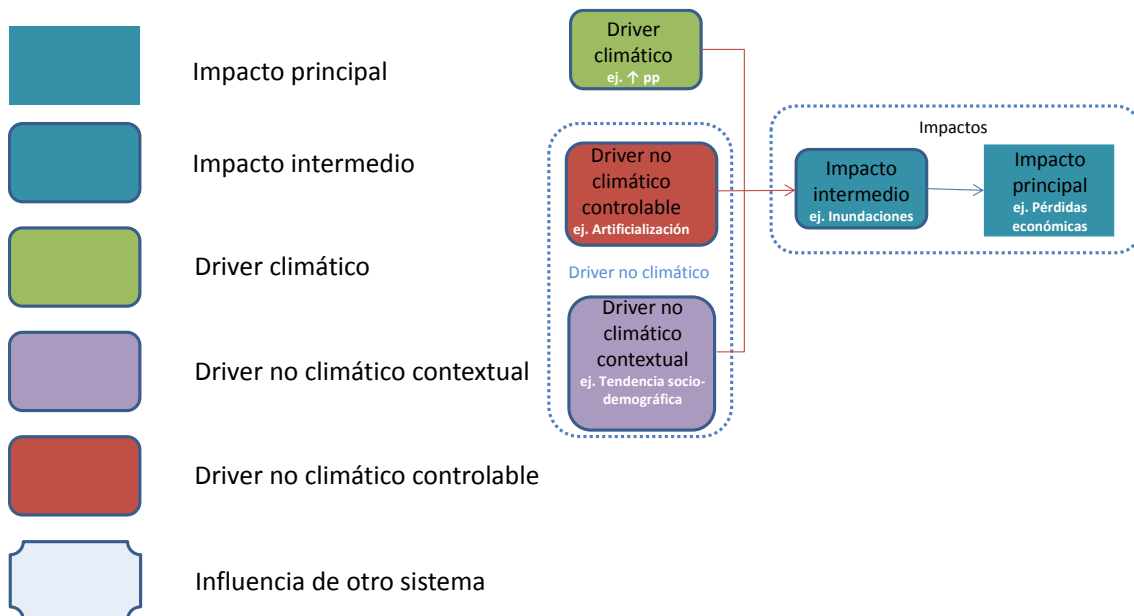 Impacto principal
Impacto intermedio
Driver climático
Driver no climático contextual
Driver no climático controlable
Influencia de otro sistema
Driver
climático
ej. ↑ pp
Driver no
climático
controlable
ej. Artificialización
Driver no climático
Driver no
climático
contextual
ej. Tendencia socio-
demográfica
Impactos
Impacto
intermedio
ej. Inundaciones
Impacto
principal
ej. Pérdidas
económicas